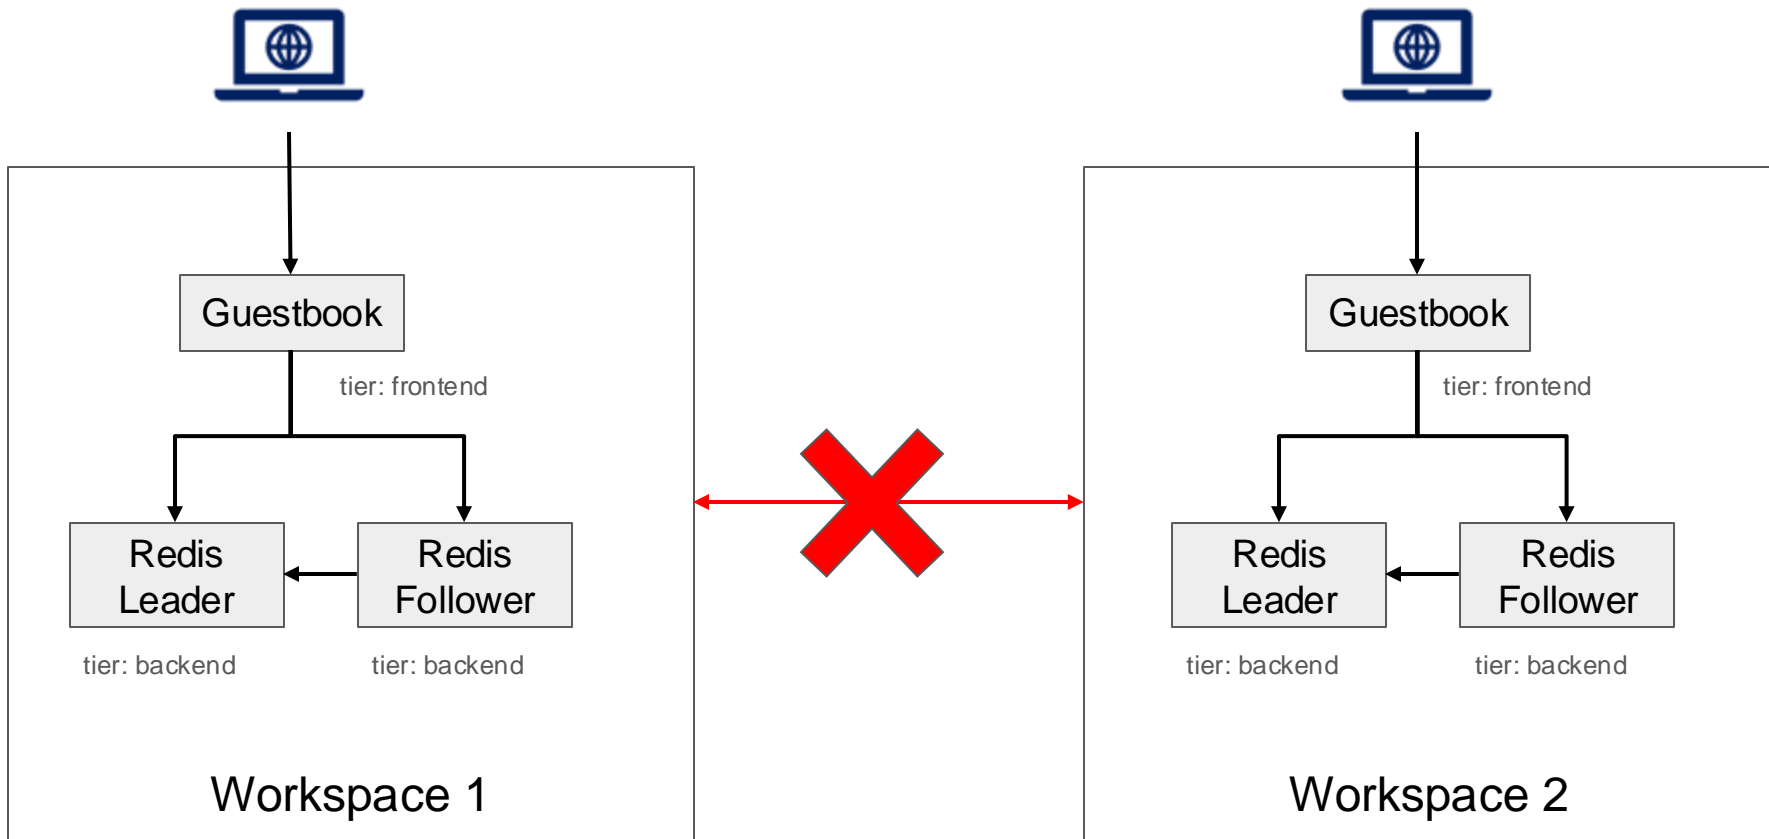 Guestbook
tier: frontend
Redis
Leader
Redis
Follower
tier: backend
tier: backend
Workspace 1
Guestbook
tier: frontend
Redis
Leader
Redis
Follower
tier: backend
tier: backend
Workspace 2